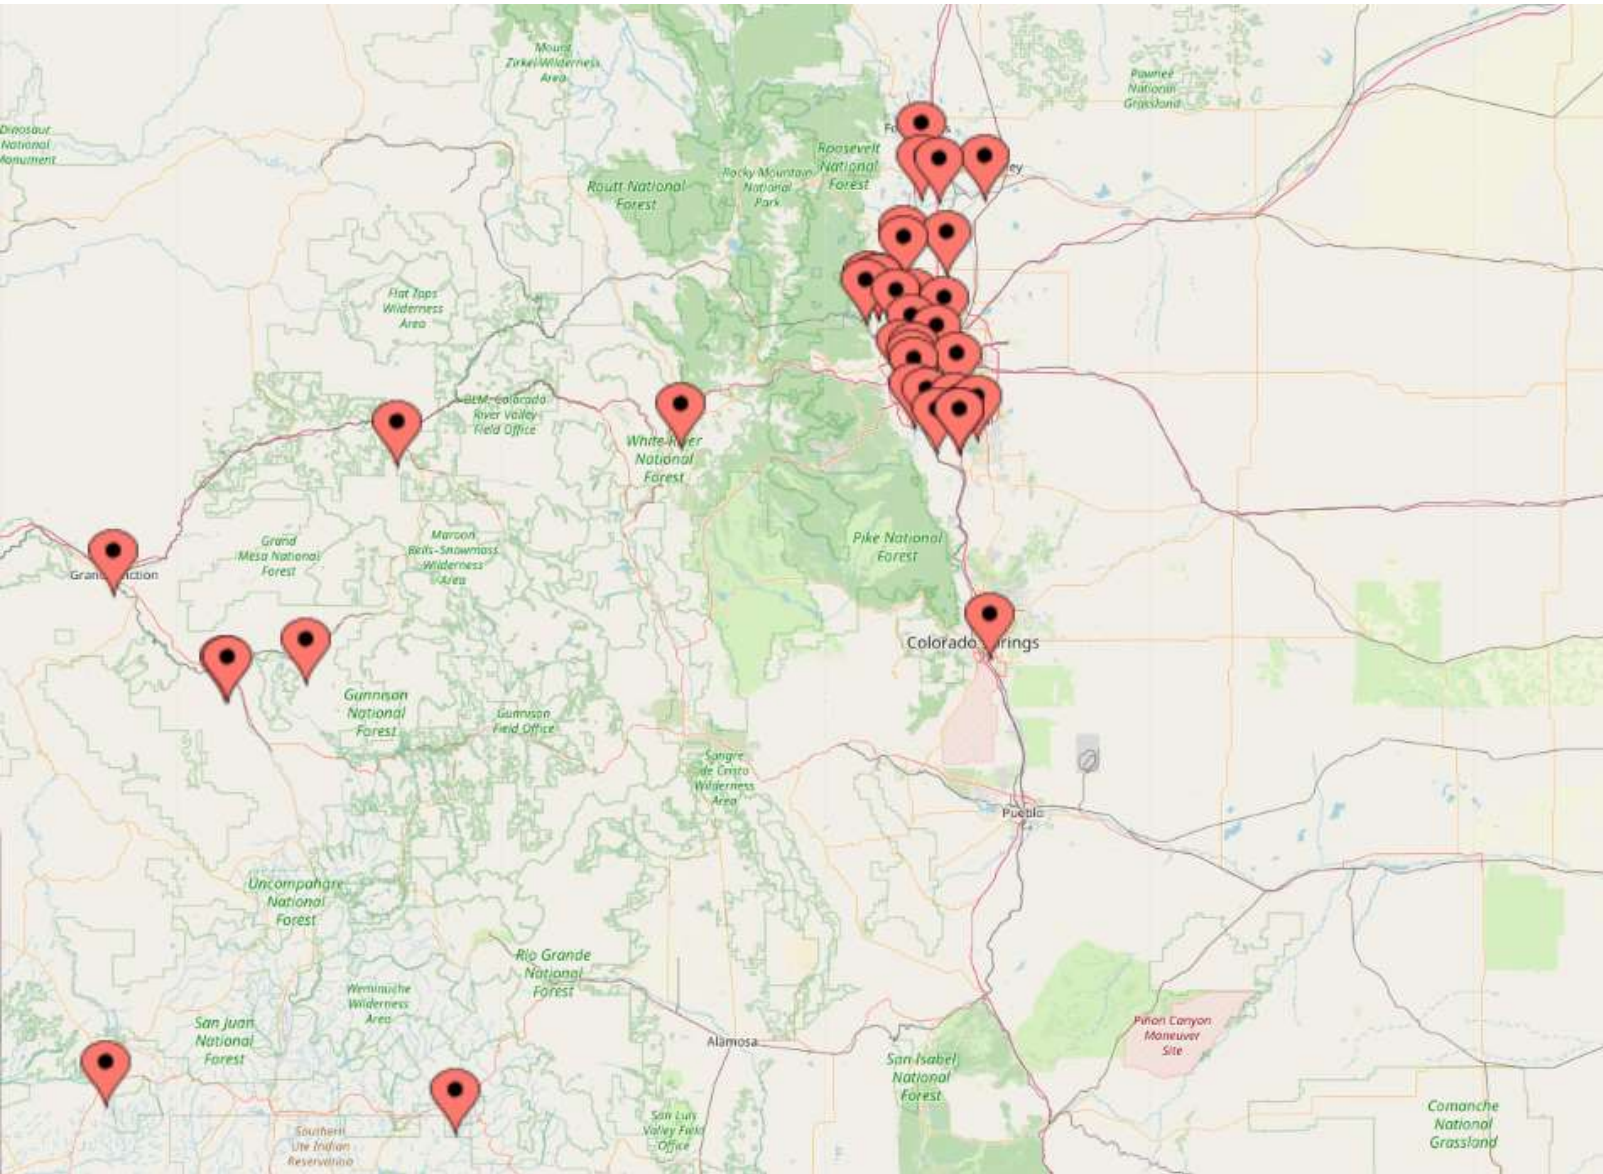 Mount
Zirkel Wilderness
Area
Pawnee
National
Grassland
Dinosaur
National
Monument
Roosevelt
National
Forest
Rocky Mountain
National
Park
Routt National
Forest
Flat Tops
Wilderness
Area
BLM, Colorado
River Valley
Field Office
White River
National
Forest
Pike National
Forest
Grand
Mesa National
Forest
Maroon
Bells-Snowmass
Wilderness
Area
Colorado
Gunnison
National
Forest
Gunnison
Field Office
Sangre
de Cristo
Wilderness
Area
Pueblo
Uncompahgre
National
Forest
Rio Grande
National
Forest
Weminuche
Wilderness
Area
San Juan
National
Forest
Alamosa
Piñon Canyon
Maneuver
Site
San Isabel
National
Forest
San Luis
Valley Field
Office
Southern
Ute Indian
Reservation
Comanche
National
Grassland